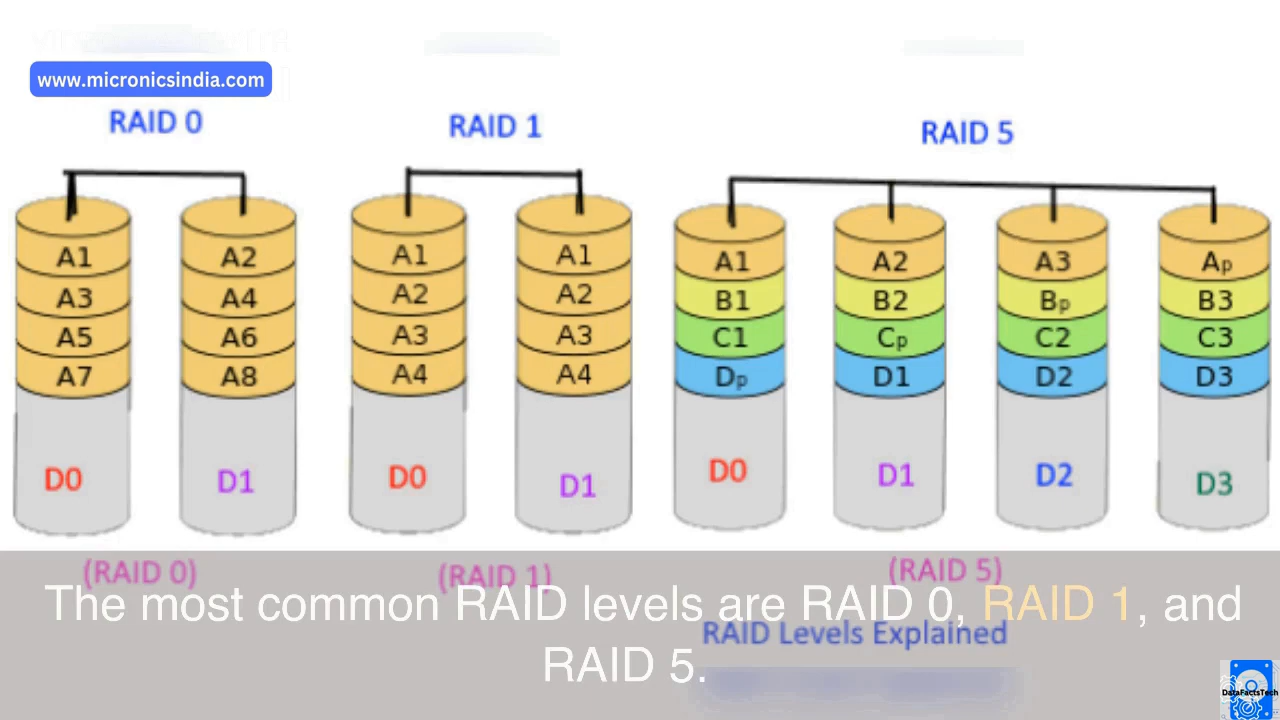 www.micronicsindia.com
RAID 0
RAID 1
RAID 5
A1 A2 A1 A1 A1 A2 A3 Ap
A3 A4 A2 A2 B1 B2 Bp B3
A5 A6 A3 A3 C1 Cp C2 C3
A7 A8 A4 A4 Dp D1 D2 D3
D0 D1 D0 D1 D0 D1 D2 D3
(RAID 0) (RAID 1) (RAID 5)
The most common RAID levels are RAID 0, RAID 1, and
RAID 5.
RAID Levels Explained
DataFactsTech